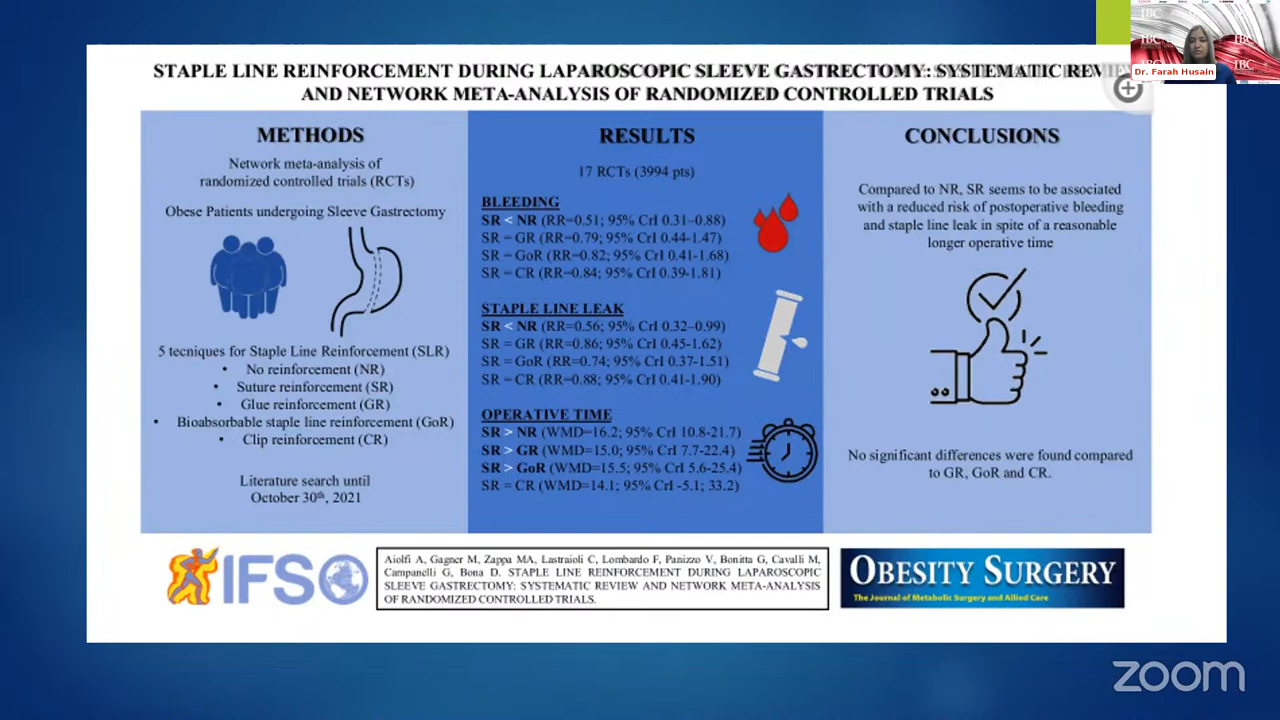 STAPLE LINE REINFORCEMENT DURING LAPAROSCOPIC SLEEVE GASTRECTOMY: SYSTEMATIC
AND NETWORK META-ANALYSIS OF RANDOMIZED CONTROLLED TRIALS
IBC
IBC
IBC
Dr. Farah Husain
METHODS
Network meta-analysis of
randomized controlled trials (RCTs)
Obese Patients undergoing Sleeve Gastrectomy
5 tecniques for Staple Line Reinforcement (SLR)
• No reinforcement (NR)
• Suture reinforcement (SR)
• Glue reinforcement (GR)
• Bioabsorbable staple line reinforcement (GoR)
• Clip reinforcement (CR)
Literature search until
October 30th, 2021
RESULTS
17 RCTs (3994 pts)
BLEEDING
SR < NR (RR=0.51; 95% CrI 0.31–0.88)
SR = GR (RR=0.79; 95% CrI 0.44-1.47)
SR = GoR (RR=0.82; 95% CrI 0.41-1.68)
SR = CR (RR=0.84; 95% CrI 0.39-1.81)
STAPLE LINE LEAK
SR < NR (RR=0.56; 95% CrI 0.32–0.99)
SR = GR (RR=0.86; 95% CrI 0.45-1.62)
SR = GoR (RR=0.74; 95% CrI 0.37-1.51)
SR = CR (RR=0.88; 95% CrI 0.41-1.90)
OPERATIVE TIME
SR > NR (WMD=16.2; 95% CrI 10.8-21.7)
SR > GR (WMD=15.0; 95% CrI 7.7-22.4)
SR > GoR (WMD=15.5; 95% CrI 5.6-25.4)
SR = CR (WMD=14.1; 95% CrI -5.1; 33.2)
CONCLUSIONS
Compared to NR, SR seems to be associated
with a reduced risk of postoperative bleeding
and staple line leak in spite of a reasonable
longer operative time
No significant differences were found compared
to GR, GoR and CR.
IFSO
Aiolfi A, Gagner M, Zappa MA, Lastraioli C, Lombardo F, Panizzo V, Bonitta G, Cavalli M,
Campanelli G, Bona D. STAPLE LINE REINFORCEMENT DURING LAPAROSCOPIC
SLEEVE GASTRECTOMY: SYSTEMATIC REVIEW AND NETWORK META-ANALYSIS
OF RANDOMIZED CONTROLLED TRIALS.
OBESITY SURGERY
The Journal of Metabolic Surgery and Allied Care
zoom